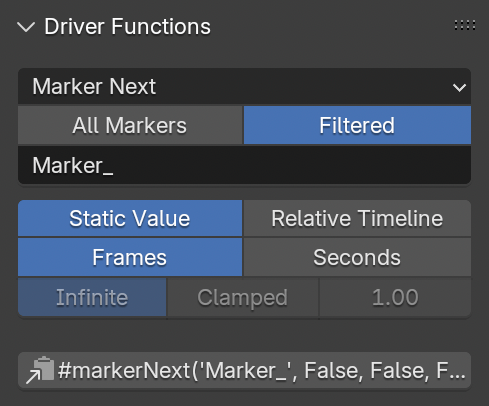 Driver Functions
Marker Next
All Markers Filtered
Marker_
Static Value Relative Timeline
Frames Seconds
Infinite Clamped 1.00
#markerNext('Marker_', False, False, F...